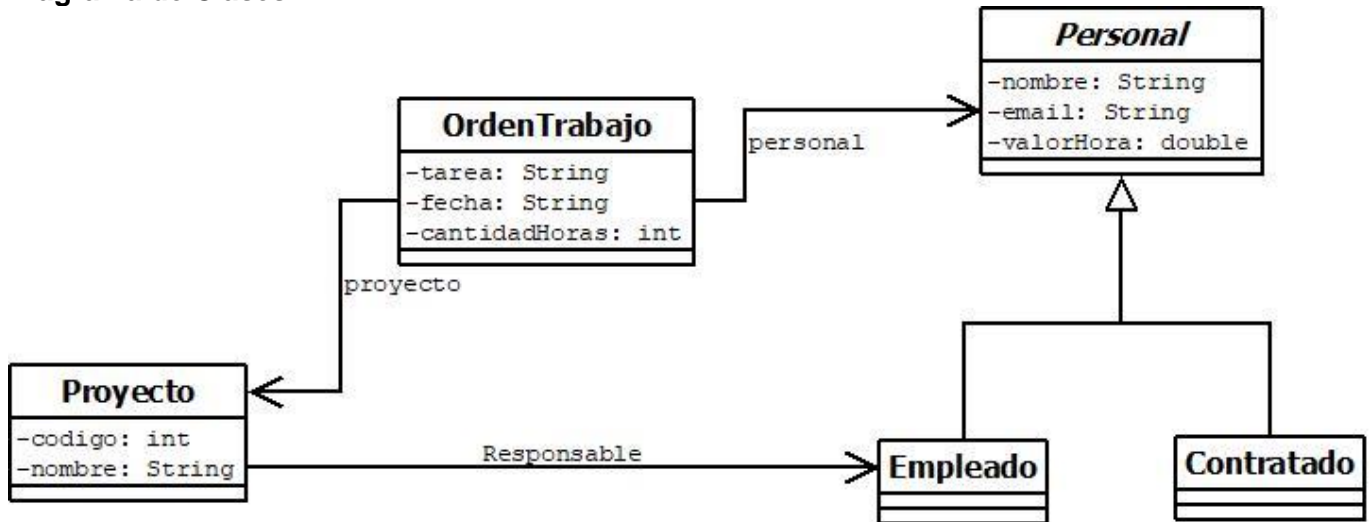 Personal
-nombre: String
-email: String
-valorHora: double
OrdenTrabajo
-tarea: String
-fecha: String
-cantidadHoras: int
personal
proyecto
Proyecto
-codigo: int
-nombre: String
Responsable
Empleado
Contratado